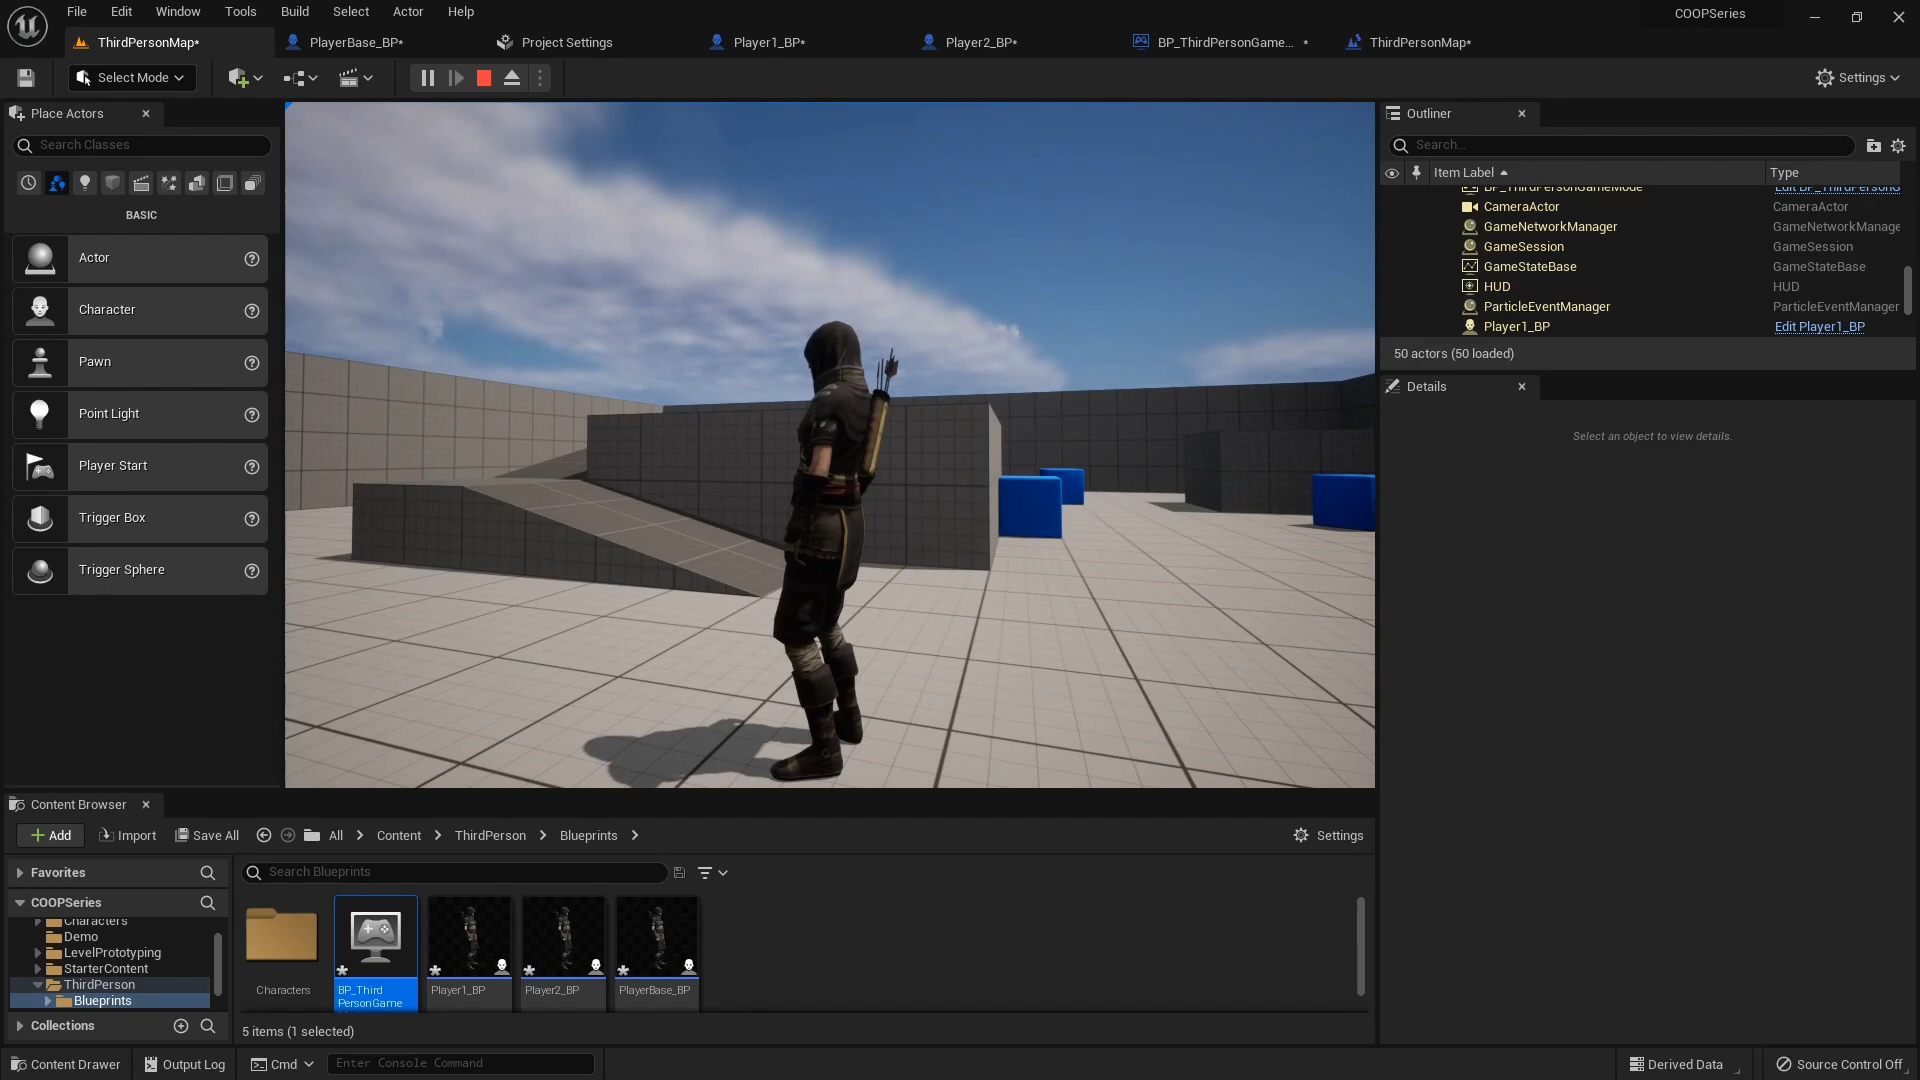 File Edit Window Tools Build Select Actor Help
COOPSeries
ThirdPersonMap*
PlayerBase_BP*
Project Settings
Player1_BP*
Player2_BP*
BP_ThirdPersonGame... *
ThirdPersonMap*
Select Mode
Settings
Place Actors
Search Classes
BASIC
Actor
Character
Pawn
Point Light
Player Start
Trigger Box
Trigger Sphere
Outliner
Search...
Item Label
Type
BP_ThirdPersonGameMode
Edit BP_ThirdPersonG
CameraActor
CameraActor
GameNetworkManager
GameNetworkManage
GameSession
GameSession
GameStateBase
GameStateBase
HUD
HUD
ParticleEventManager
ParticleEventManager
Player1_BP
Edit Player1_BP
50 actors (50 loaded)
Details
Select an object to view details.
Content Browser
Add
Import
Save All
All
Content
ThirdPerson
Blueprints
Settings
Favorites
COOPSeries
Characters
Demo
LevelPrototyping
StarterContent
ThirdPerson
Blueprints
Collections
Search Blueprints
Characters
BP_Third
PersonGame
Player1_BP
Player2_BP
PlayerBase_BP
5 items (1 selected)
Content Drawer
Output Log
Cmd
Enter Console Command
Derived Data
Source Control Off